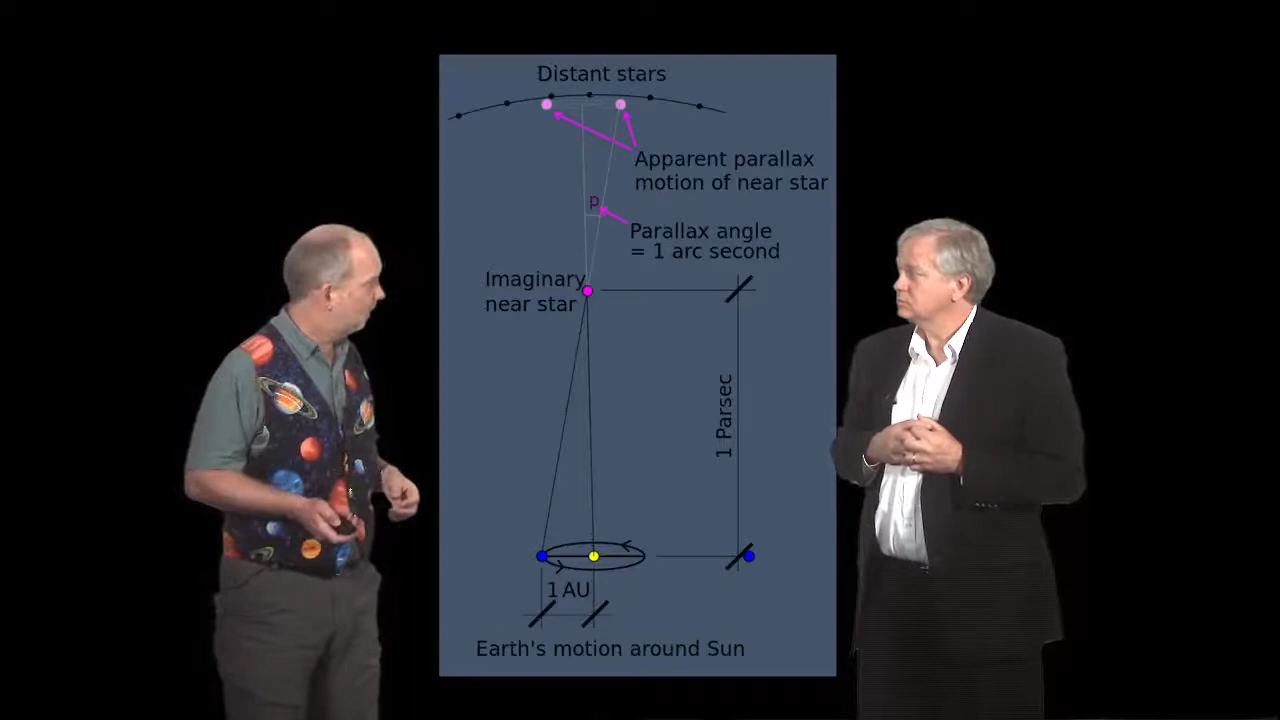 Distant stars
Apparent parallax
motion of near star
p
Parallax angle
= 1 arc second
Imaginary
near star
1 Parsec
1 AU
Earth's motion around Sun